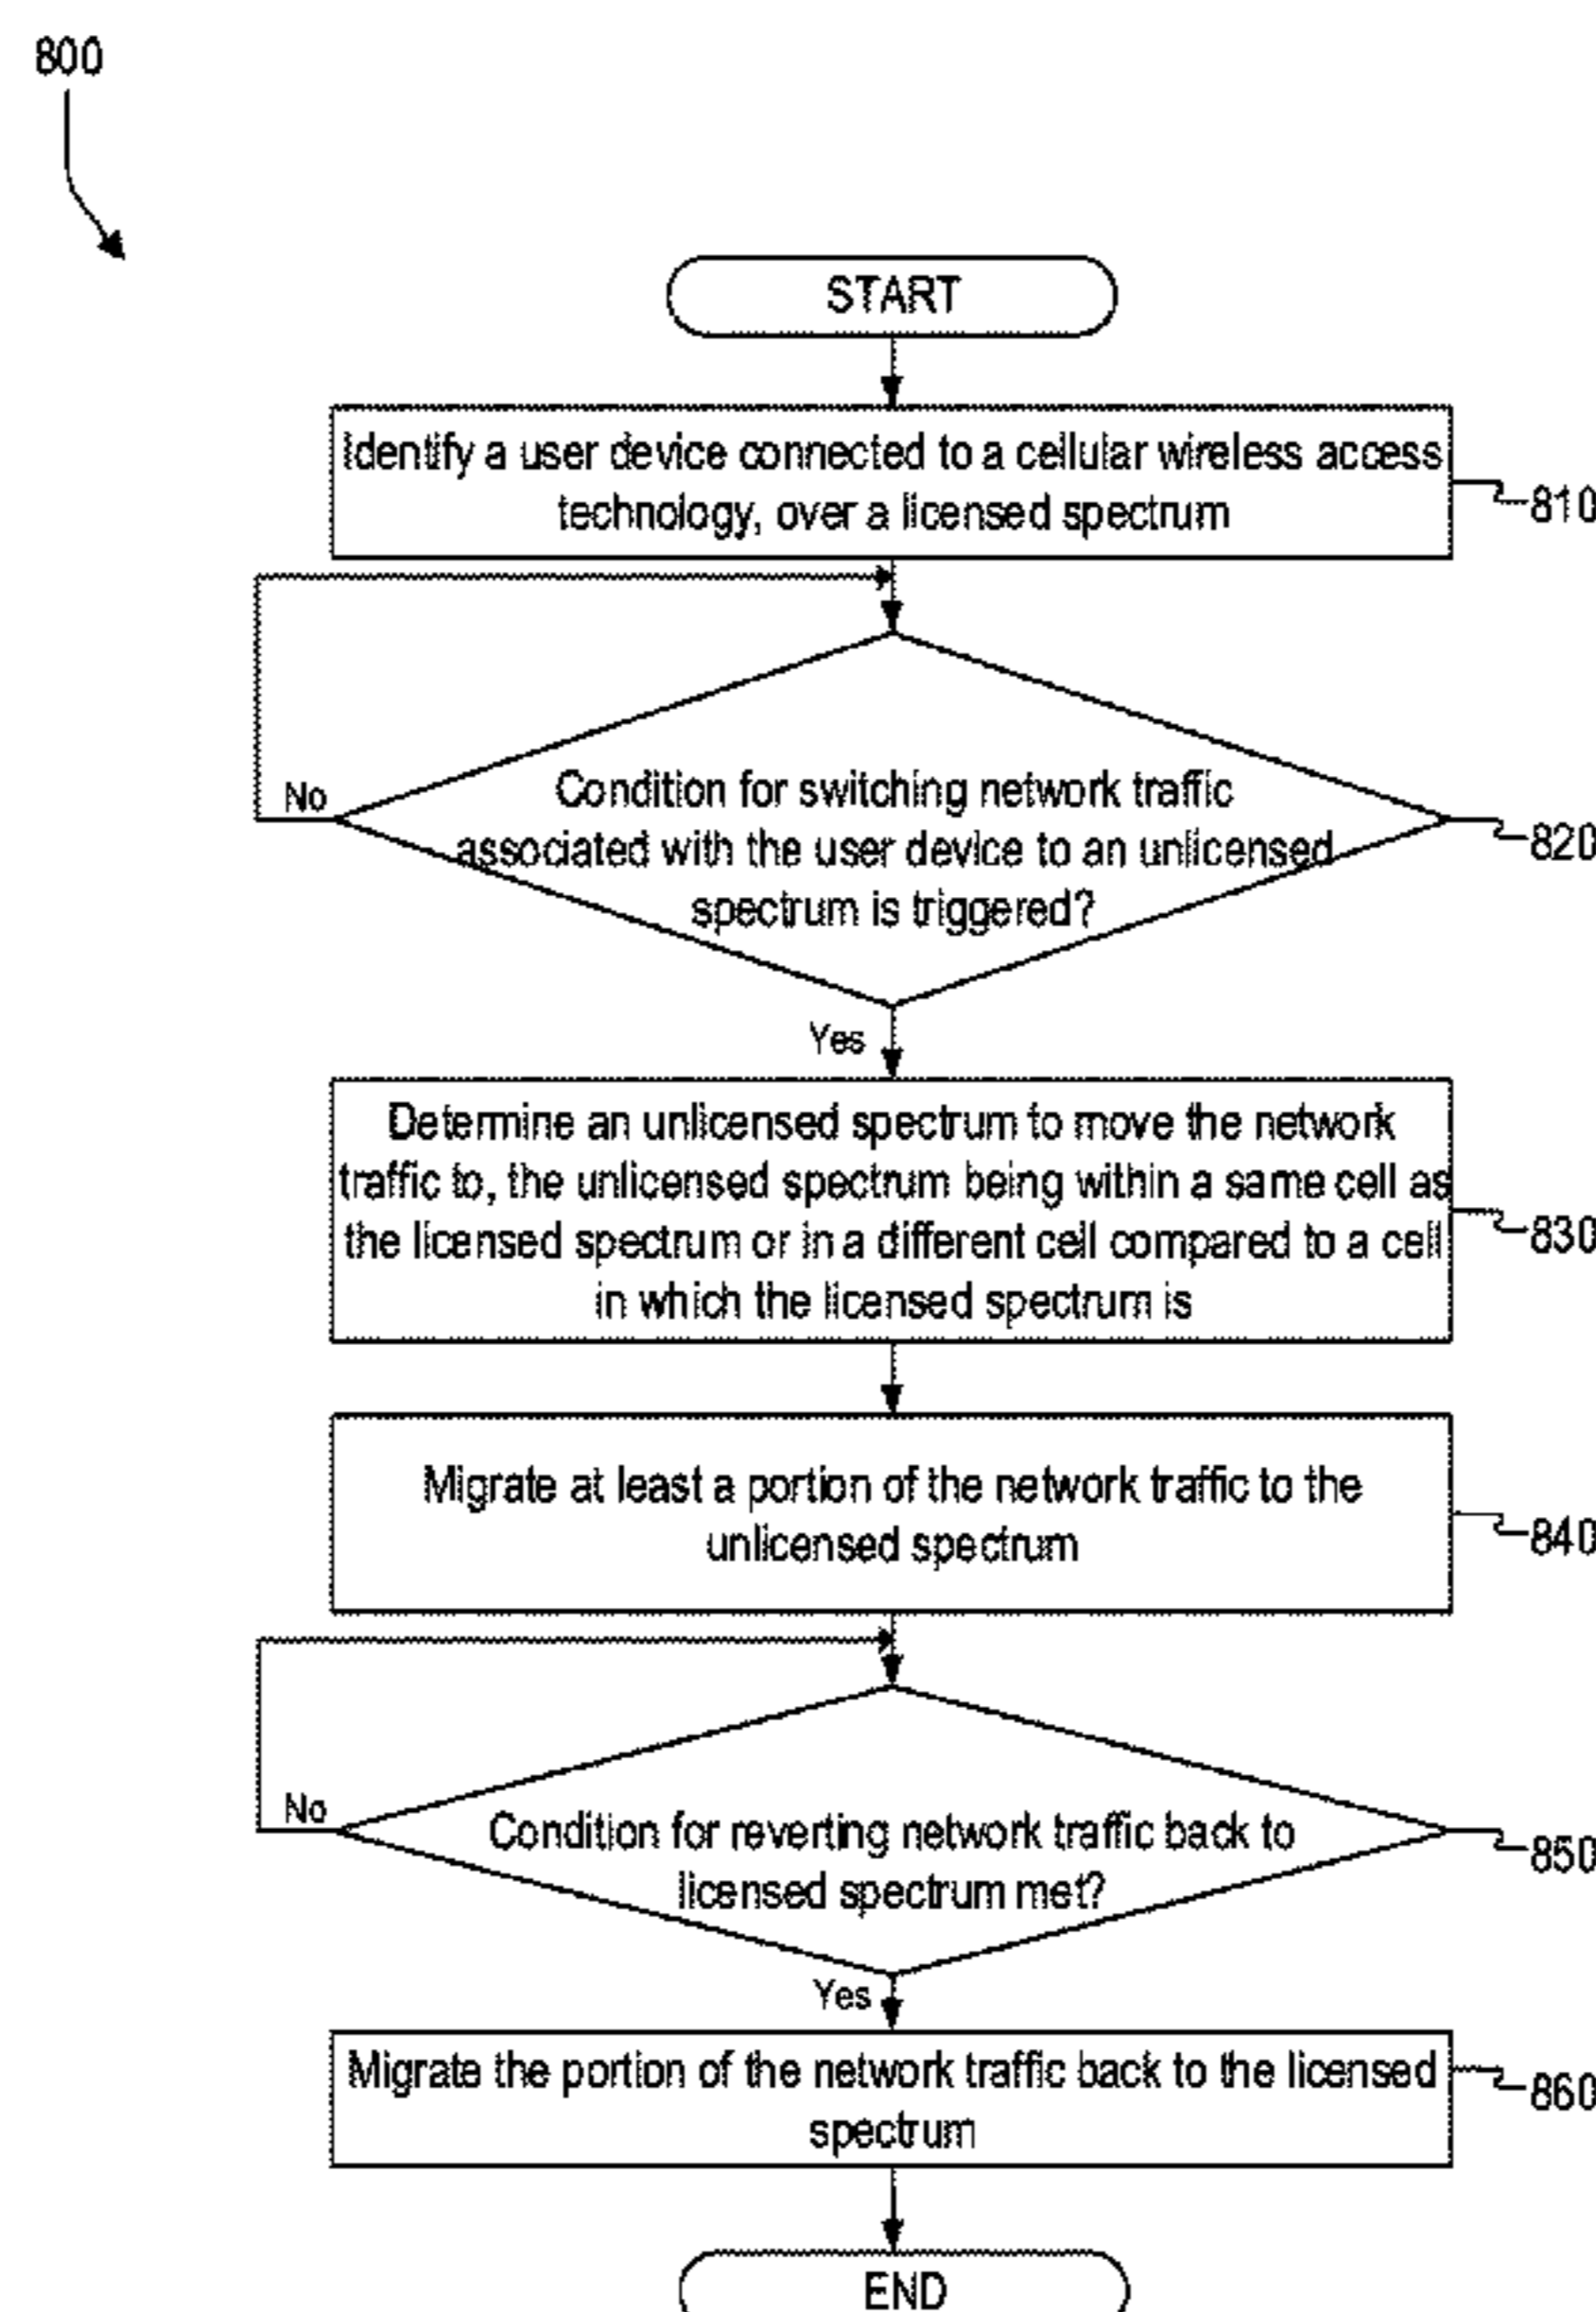 800
START
Identify a user device connected to a cellular wireless access
technology, over a licensed spectrum
810
No
Condition for switching network traffic
associated with the user device to an unlicensed
spectrum is triggered?
820
Yes
Determine an unlicensed spectrum to move the network
traffic to, the unlicensed spectrum being within a same cell as
the licensed spectrum or in a different cell compared to a cell
in which the licensed spectrum is
830
Migrate at least a portion of the network traffic to the
unlicensed spectrum
840
No
Condition for reverting network traffic back to
licensed spectrum met?
850
Yes
Migrate the portion of the network traffic back to the licensed
spectrum
860
END